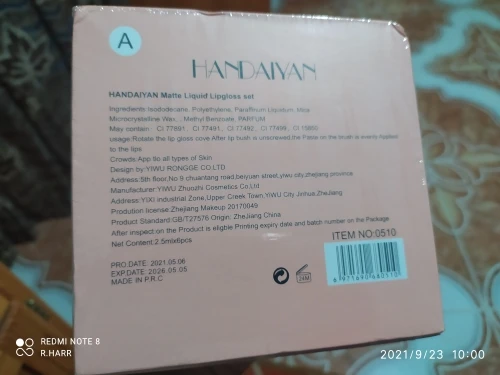 A
HANDAIYAN
HANDAIYAN Matte Liquid Lipgloss set
Ingredients:Isododecane, Polyethylene, Paraffinum Liquidum, Mica
Microcrystalline Wax, , Methyl Benzoate, PARFUM
May contain: CI 77891, CI 77491, CI 77492, CI 77499, CI 15850
usage:Rotate the lip gloss cove.After lip bush is unscrewed,the on the brush is evenly Applied
to the lips
Crowds:App tio all types of Skin
Design by:YIWU RONGGE CO.LTD
Address:5th floor,No.9,chuantang road,beiyuan street,yiwu city,zhejiang province
Manufacturer:YIWU Zhuozhi Cosmetics Co.Ltd
Address:YIXI industrial Zone,Upper Creek Town,YiWu City Jinhua,ZheJiang
Prodution license:Zhejiang Makeup 20170049
Product Standard:GB/T27576 Origin: ZheJiang China
After inspect on the Product is eligble Printing expiry date and batch number on the Package
Net Conent:2.5mlx6pcs
ITEM NO:0510
PRO.DATE: 2021.05.06
EXP.DATE: 2026.05.05
MADE IN P.R.C
24M
6 971690 680510
REDMI NOTE 8
R.HARR
2021/9/23 10:00